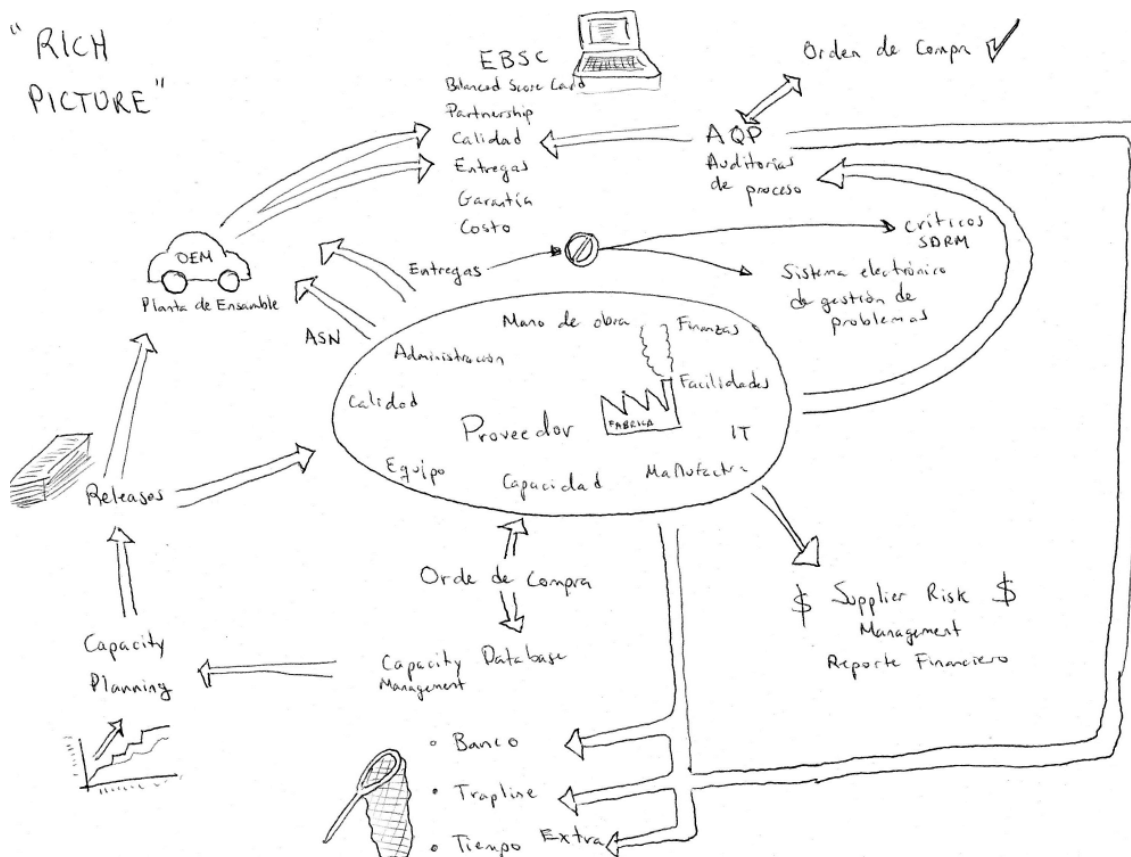 "RICH
PICTURE"
EBSC
Balanced Score Card
Partnership
Calidad
Entregas
Garantía
Costo
Orden de Compra
AQP
Auditorías
de proceso
críticos
SDRM
Sistema electrónico
de gestión de
problemas
OEM
Planta de Ensamble
Entregas
ASN
Mano de obra
Finanzas
Administración
Facilidades
Calidad
Proveedor
FABRICA
IT
Equipo
Capacidad
Manufactura
Releases
Orde de Compra
$ Supplier Risk $
Management
Reporte Financiero
Capacity
Planning
Capacity Database
Management
• Banco
• Trapline
• Tiempo Extra